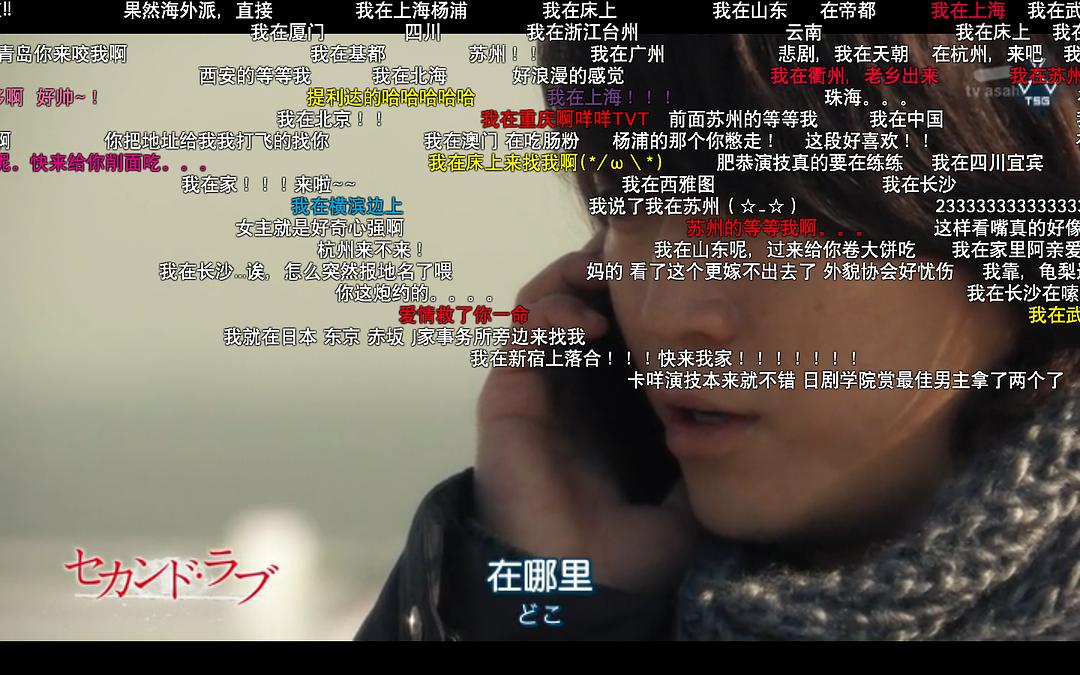 !! 果然海外派，直接 我在上海杨浦 我在床上 我在山东 在帝都 我在上海 我在武
我在厦门 四川 我在浙江台州 云南 我在床上 我在
青岛你来咬我啊 我在基都 苏州！！ 我在广州 悲剧，我在天朝 在杭州，来吧 我
西安的等等我 我在北海 好浪漫的感觉 我在衢州，老乡出来 我在苏州
啊 好帅~！ 提利达的哈哈哈哈哈 我在上海！！！ 珠海。。。 tv asahi TSG
我在北京！！ 我在重庆啊咩咩TVT 前面苏州的等等我 我在中国
啊 你把地址给我我打飞的找你 我在澳门 在吃肠粉 杨浦的那个你憋走！ 这段好喜欢！！
呢。快来给你削面吃。。。 我在床上来找我啊(*/ω＼*) 肥恭演技真的要在练练 我在四川宜宾
我在家！！！来啦~~ 我在西雅图 我在长沙
我在横滨边上 我说了我在苏州（☆_☆） 23333333333333
女主就是好奇心强啊 苏州的等等我啊。。。 这样看嘴真的好像
杭州来不来！ 我在山东呢，过来给你卷大饼吃 我在家里阿亲爱
我在长沙...诶，怎么突然报地名了喂 妈的 看了这个更嫁不出去了 外貌协会好忧伤 我靠，龟梨
你这炮约的。。。。 我在长沙在嗦
爱情救了你一命 我在武
我就在日本 东京 赤坂 J家事务所旁边来找我
我在新宿上落合！！！快来我家！！！！！！！
卡咩演技本来就不错 日剧学院赏最佳男主拿了两个了
セカンド・ラブ
在哪里
どこ